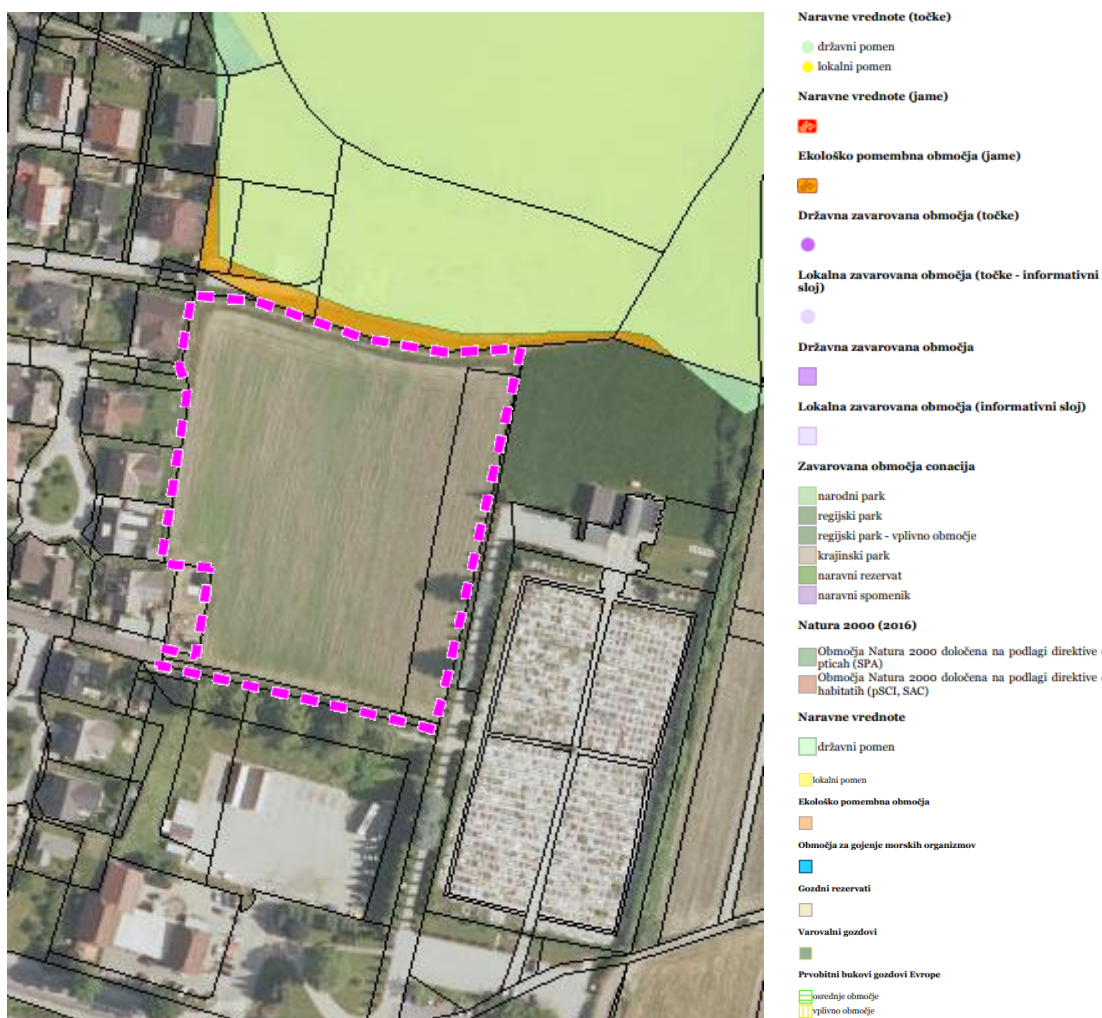 Naravne vrednote (točke)
državni pomen
lokalni pomen
Naravne vrednote (jame)
Ekološko pomembna območja (jame)
Državna zavarovana območja (točke)
Lokalna zavarovana območja (točke - informativni
sloj)
Državna zavarovana območja
Lokalna zavarovana območja (informativni sloj)
Zavarovana območja conacija
narodni park
regijski park
regijski park - vplivno območje
krajinski park
naravni rezervat
naravni spomenik
Natura 2000 (2016)
Območja Natura 2000 določena na podlagi direktive
pticah (SPA)
Območja Natura 2000 določena na podlagi direktive
habitatih (pSCI, SAC)
Naravne vrednote
državni pomen
lokalni pomen
Ekološko pomembna območja
Območja za gojenje morskih organizmov
Gozdni rezervati
Varovalni gozdovi
Prvobitni bukovi gozdovi Evrope
osrednje območje
vplivno območje